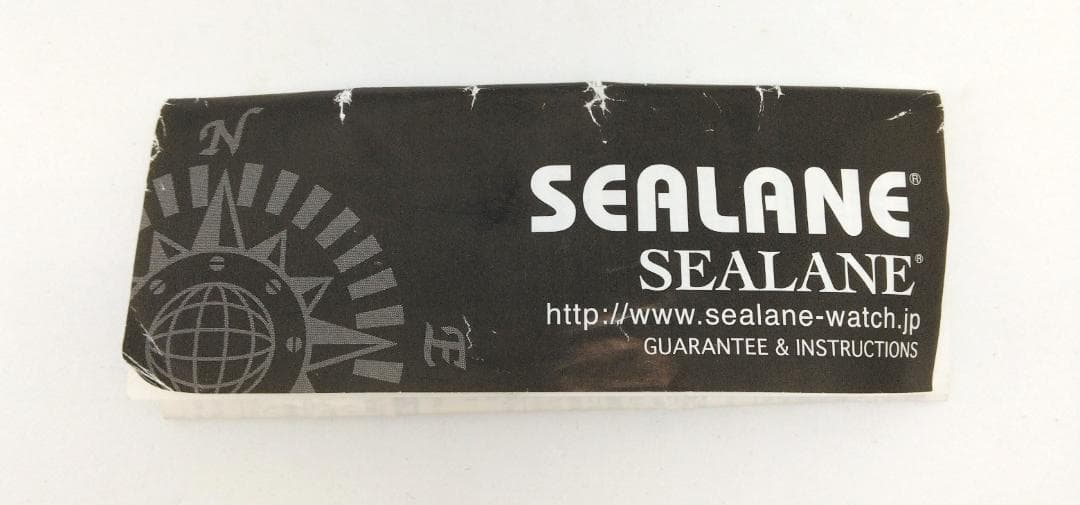 N
E
SEALANE®
SEALANE®
http://www.sealane-watch.jp
GUARANTEE & INSTRUCTIONS